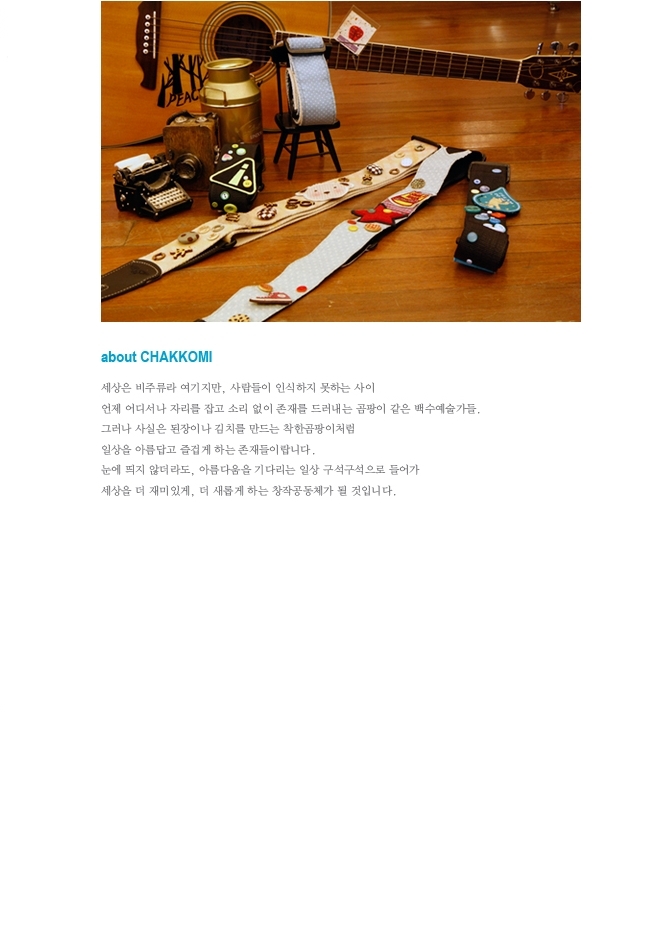 PEACE
about CHAKKOMI
세상은 비주류라 여기지만, 사람들이 인식하지 못하는 사이
언제 어디서나 자리를 잡고 소리 없이 존재를 드러내는 곰팡이 같은 백수예술가들.
그러나 사실은 된장이나 김치를 만드는 착한곰팡이처럼
일상을 아름답고 즐겁게 하는 존재들이랍니다.
눈에 띄지 않더라도, 아름다움을 기다리는 일상 구석구석으로 들어가
세상을 더 재미있게, 더 새롭게 하는 창작공동체가 될 것입니다.